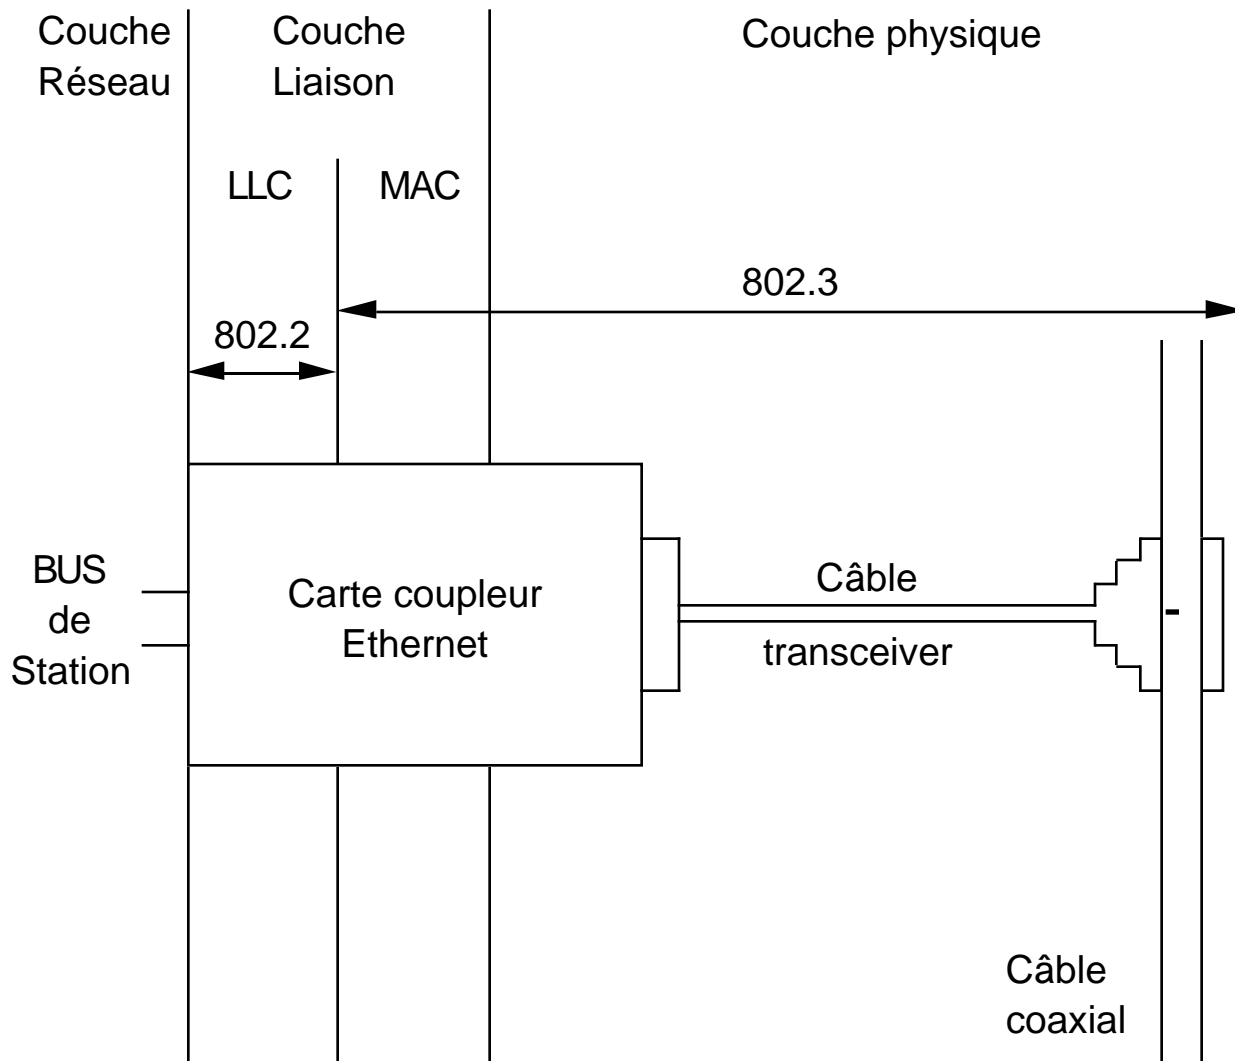 Couche
Réseau
Couche
Liaison
Couche physique
LLC
MAC
802.3
802.2
BUS
de
Station
Carte coupleur
Ethernet
Câble
transceiver
Câble
coaxial